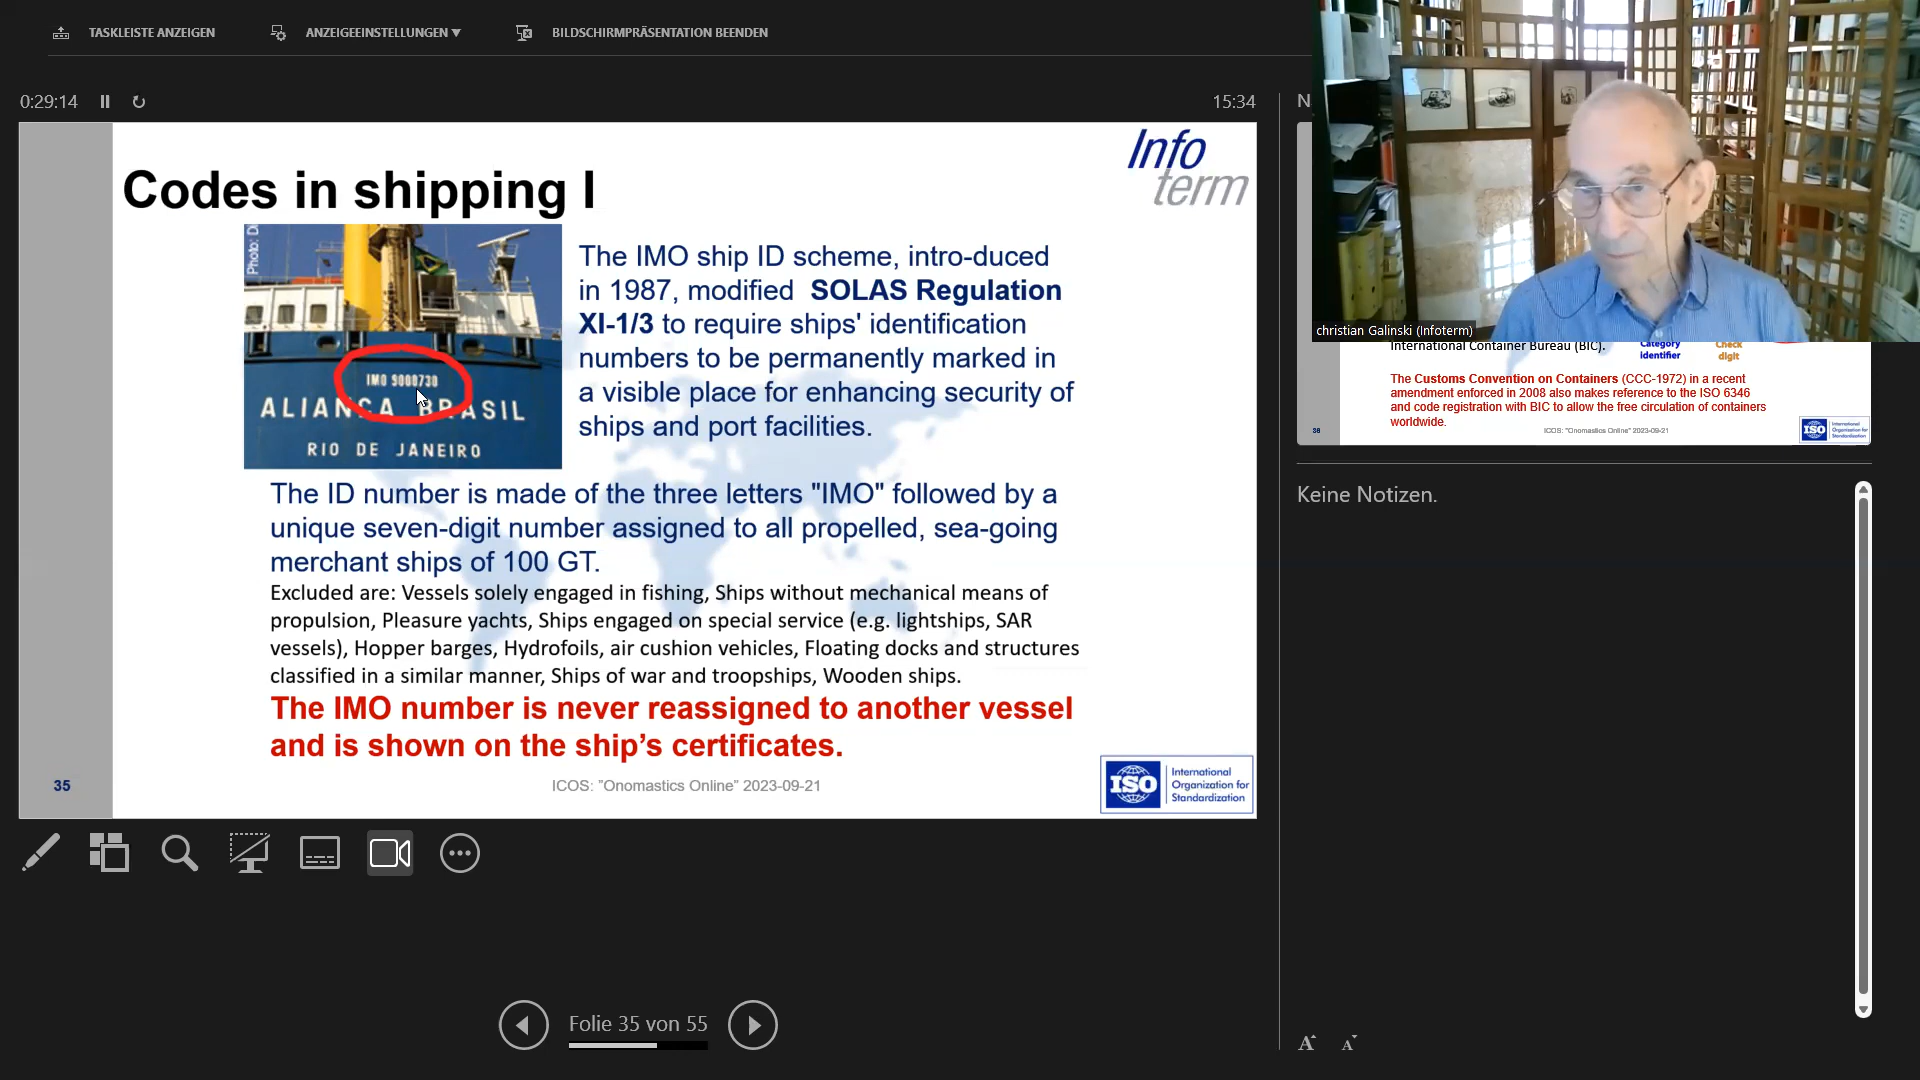 TASKLEISTE ANZEIGEN
ANZEIGEEINSTELLUNGEN ▼
BILDSCHIRMPRÄSENTATION BEENDEN
0:29:14
15:34
N
Info
term
Codes in shipping I
Photo: D
IMO 9000730
ALIANÇA BRASIL
RIO DE JANEIRO
The IMO ship ID scheme, intro-duced
in 1987, modified SOLAS Regulation
XI-1/3 to require ships' identification
numbers to be permanently marked in
a visible place for enhancing security of
ships and port facilities.
The ID number is made of the three letters "IMO" followed by a
unique seven-digit number assigned to all propelled, sea-going
merchant ships of 100 GT.
Excluded are: Vessels solely engaged in fishing, Ships without mechanical means of
propulsion, Pleasure yachts, Ships engaged on special service (e.g. lightships, SAR
vessels), Hopper barges, Hydrofoils, air cushion vehicles, Floating docks and structures
classified in a similar manner, Ships of war and troopships, Wooden ships.
The IMO number is never reassigned to another vessel
and is shown on the ship’s certificates.
35
ICOS: ”Onomastics Online” 2023-09-21
ISO
International
Organization for
Standardization
christian Galinski (Infoterm)
International Container Bureau (BIC).
Category
identifier
Check
digit
The Customs Convention on Containers (CCC-1972) in a recent
amendment enforced in 2008 also makes reference to the ISO 6346
and code registration with BIC to allow the free circulation of containers
worldwide.
36
ICOS: "Onomastics Online" 2023-09-21
ISO
International
Organization for
Standardization
Keine Notizen.
Folie 35 von 55
A
A